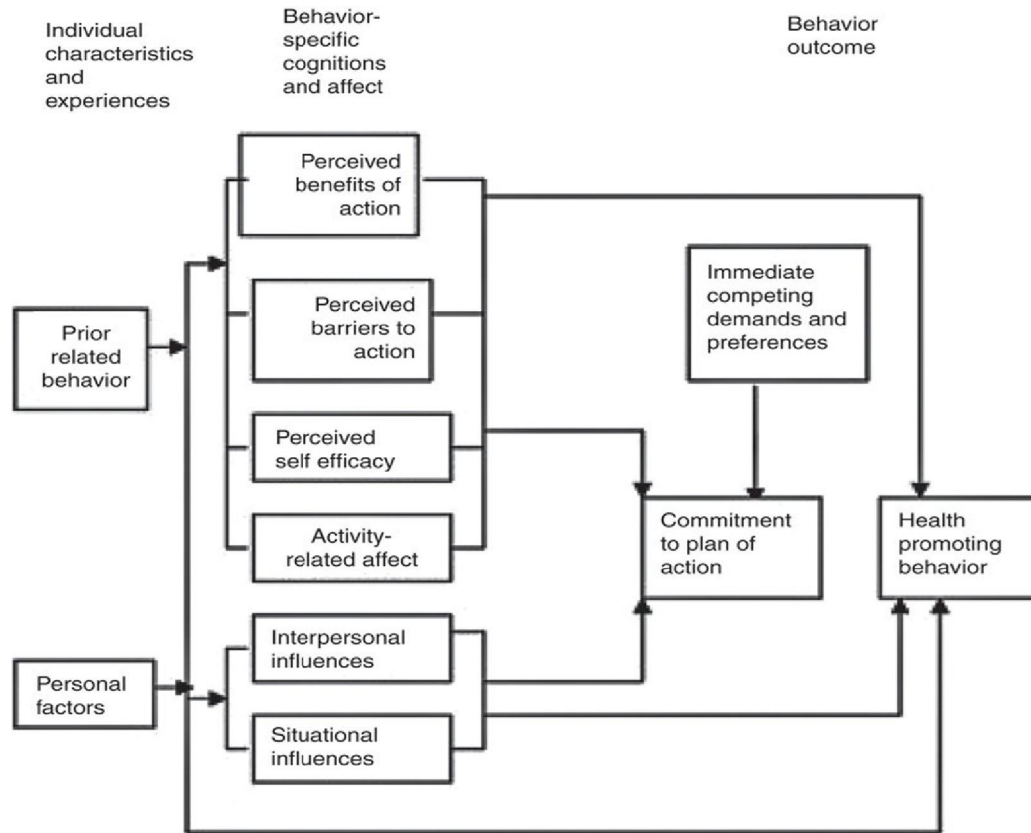 Individual
characteristics
and
experiences
Behavior-
specific
cognitions
and affect
Behavior
outcome
Perceived
benefits of
action
Immediate
competing
demands and
preferences
Perceived
barriers to
action
Prior
related
behavior
Perceived
self efficacy
Activity-
related affect
Commitment
to plan of
action
Health
promoting
behavior
Interpersonal
influences
Personal
factors
Situational
influences